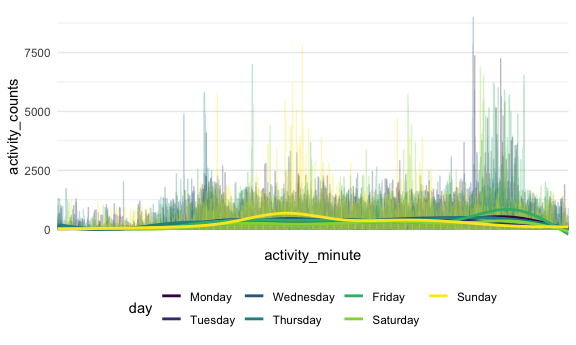 7500
5000
2500
0
activity_counts
activity_minute
day
Monday Wednesday Friday Sunday
Tuesday Thursday Saturday